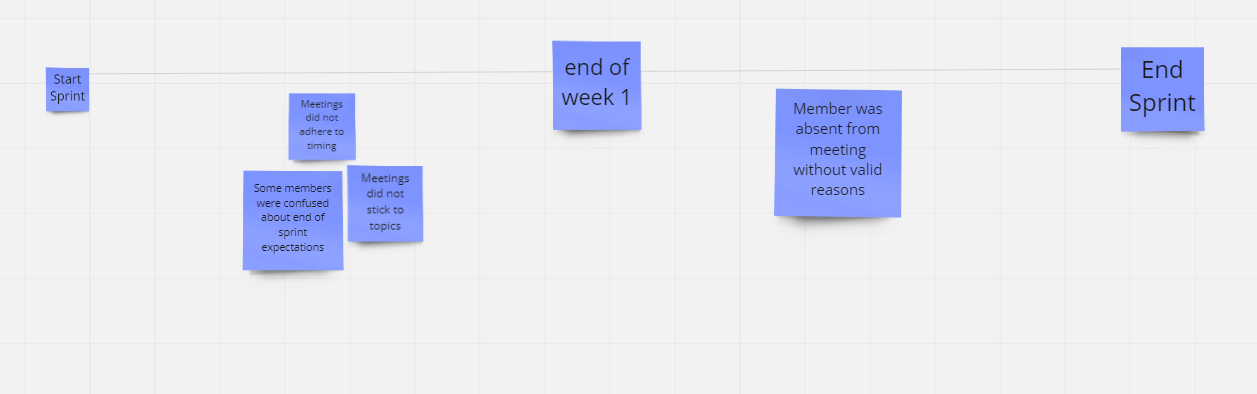 Start
Sprint
Meetings
did not
adhere to
timing
Some members
were confused
about end of
sprint
expectations
Meetings
did not
stick to
topics
end of
week 1
Member was
absent from
meeting
without valid
reasons
End
Sprint